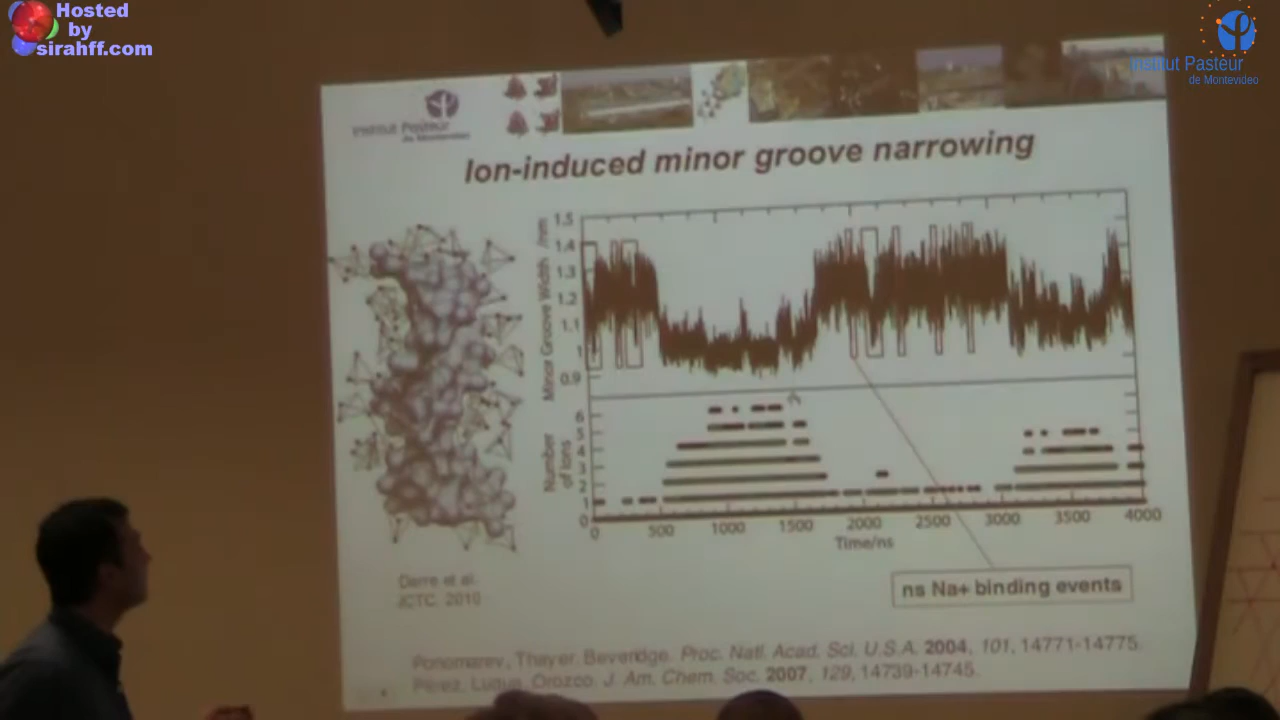 Hosted
by
sirahff.com
Institut Pasteur
de Montevideo
Institut Pasteur
de Montevideo
Ion-induced minor groove narrowing
Minor Groove Width /nm
1.5
1.4
1.3
1.2
1.1
1
0.9
Number
of Ions
6
5
4
3
2
1
0
0 500 1000 1500 2000 2500 3000 3500 4000
Time/ns
ns Na+ binding events
Darre et al.
JCTC. 2010
Ponomarev, Thayer, Beveridge. Proc. Natl. Acad. Sci. U.S.A. 2004, 101, 14771-14775.
Pérez, Luque, Orozco. J. Am. Chem. Soc. 2007, 129, 14739-14745.